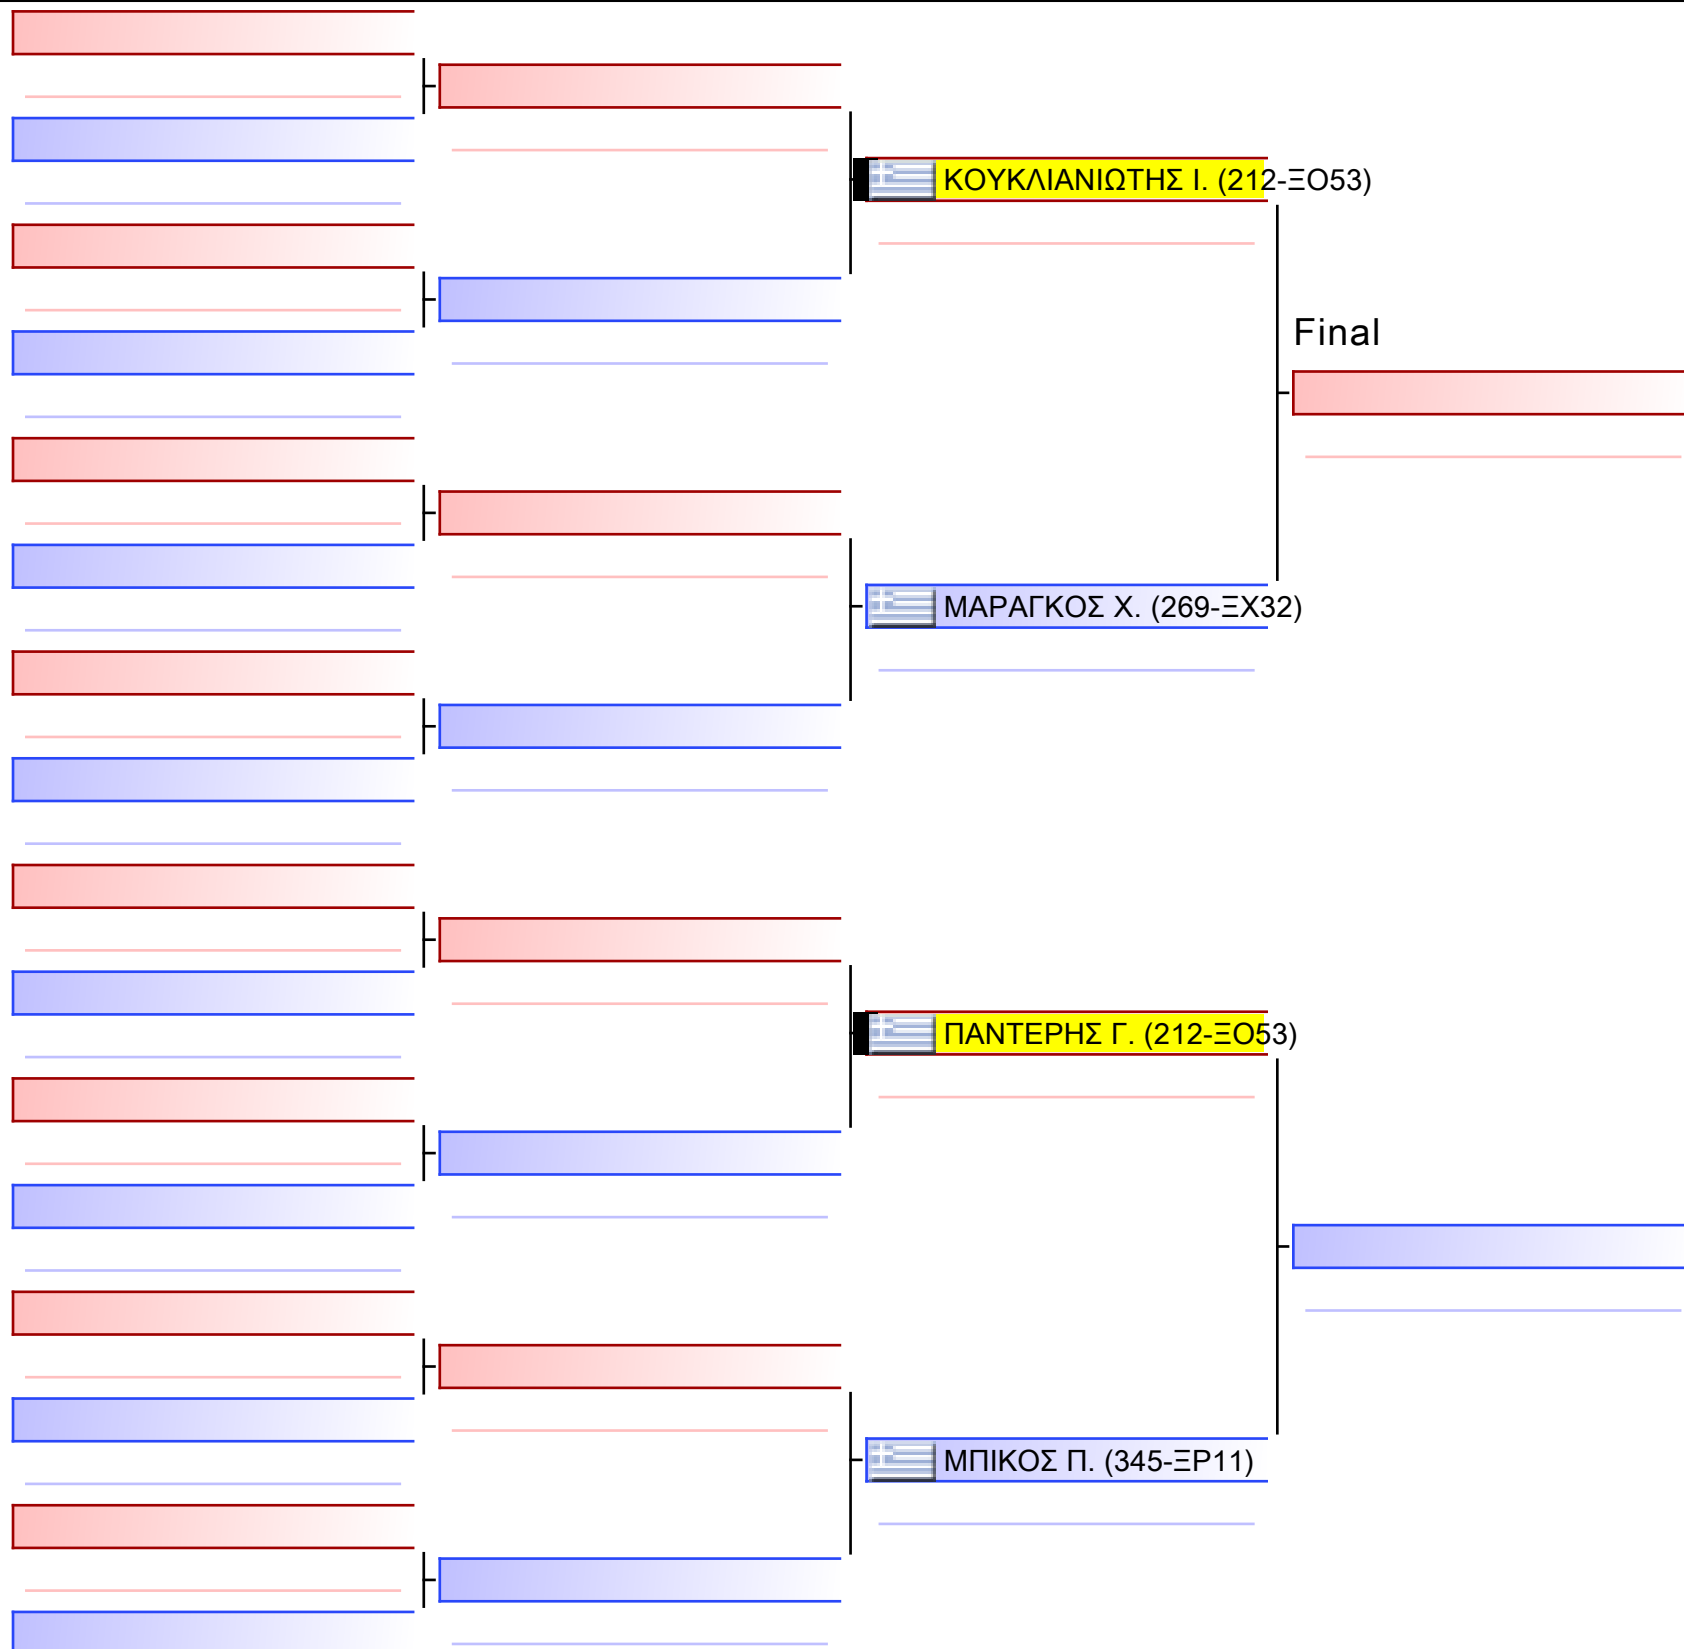 ΚΟΥΚΛΙΑΝΙΩΤΗΣ Ι. (212-ΞΟ53)
Final
ΜΑΡΑΓΚΟΣ Χ. (269-ΞΧ32)
ΠΑΝΤΕΡΗΣ Γ. (212-ΞΟ53)
ΜΠΙΚΟΣ Π. (345-ΞΡ11)